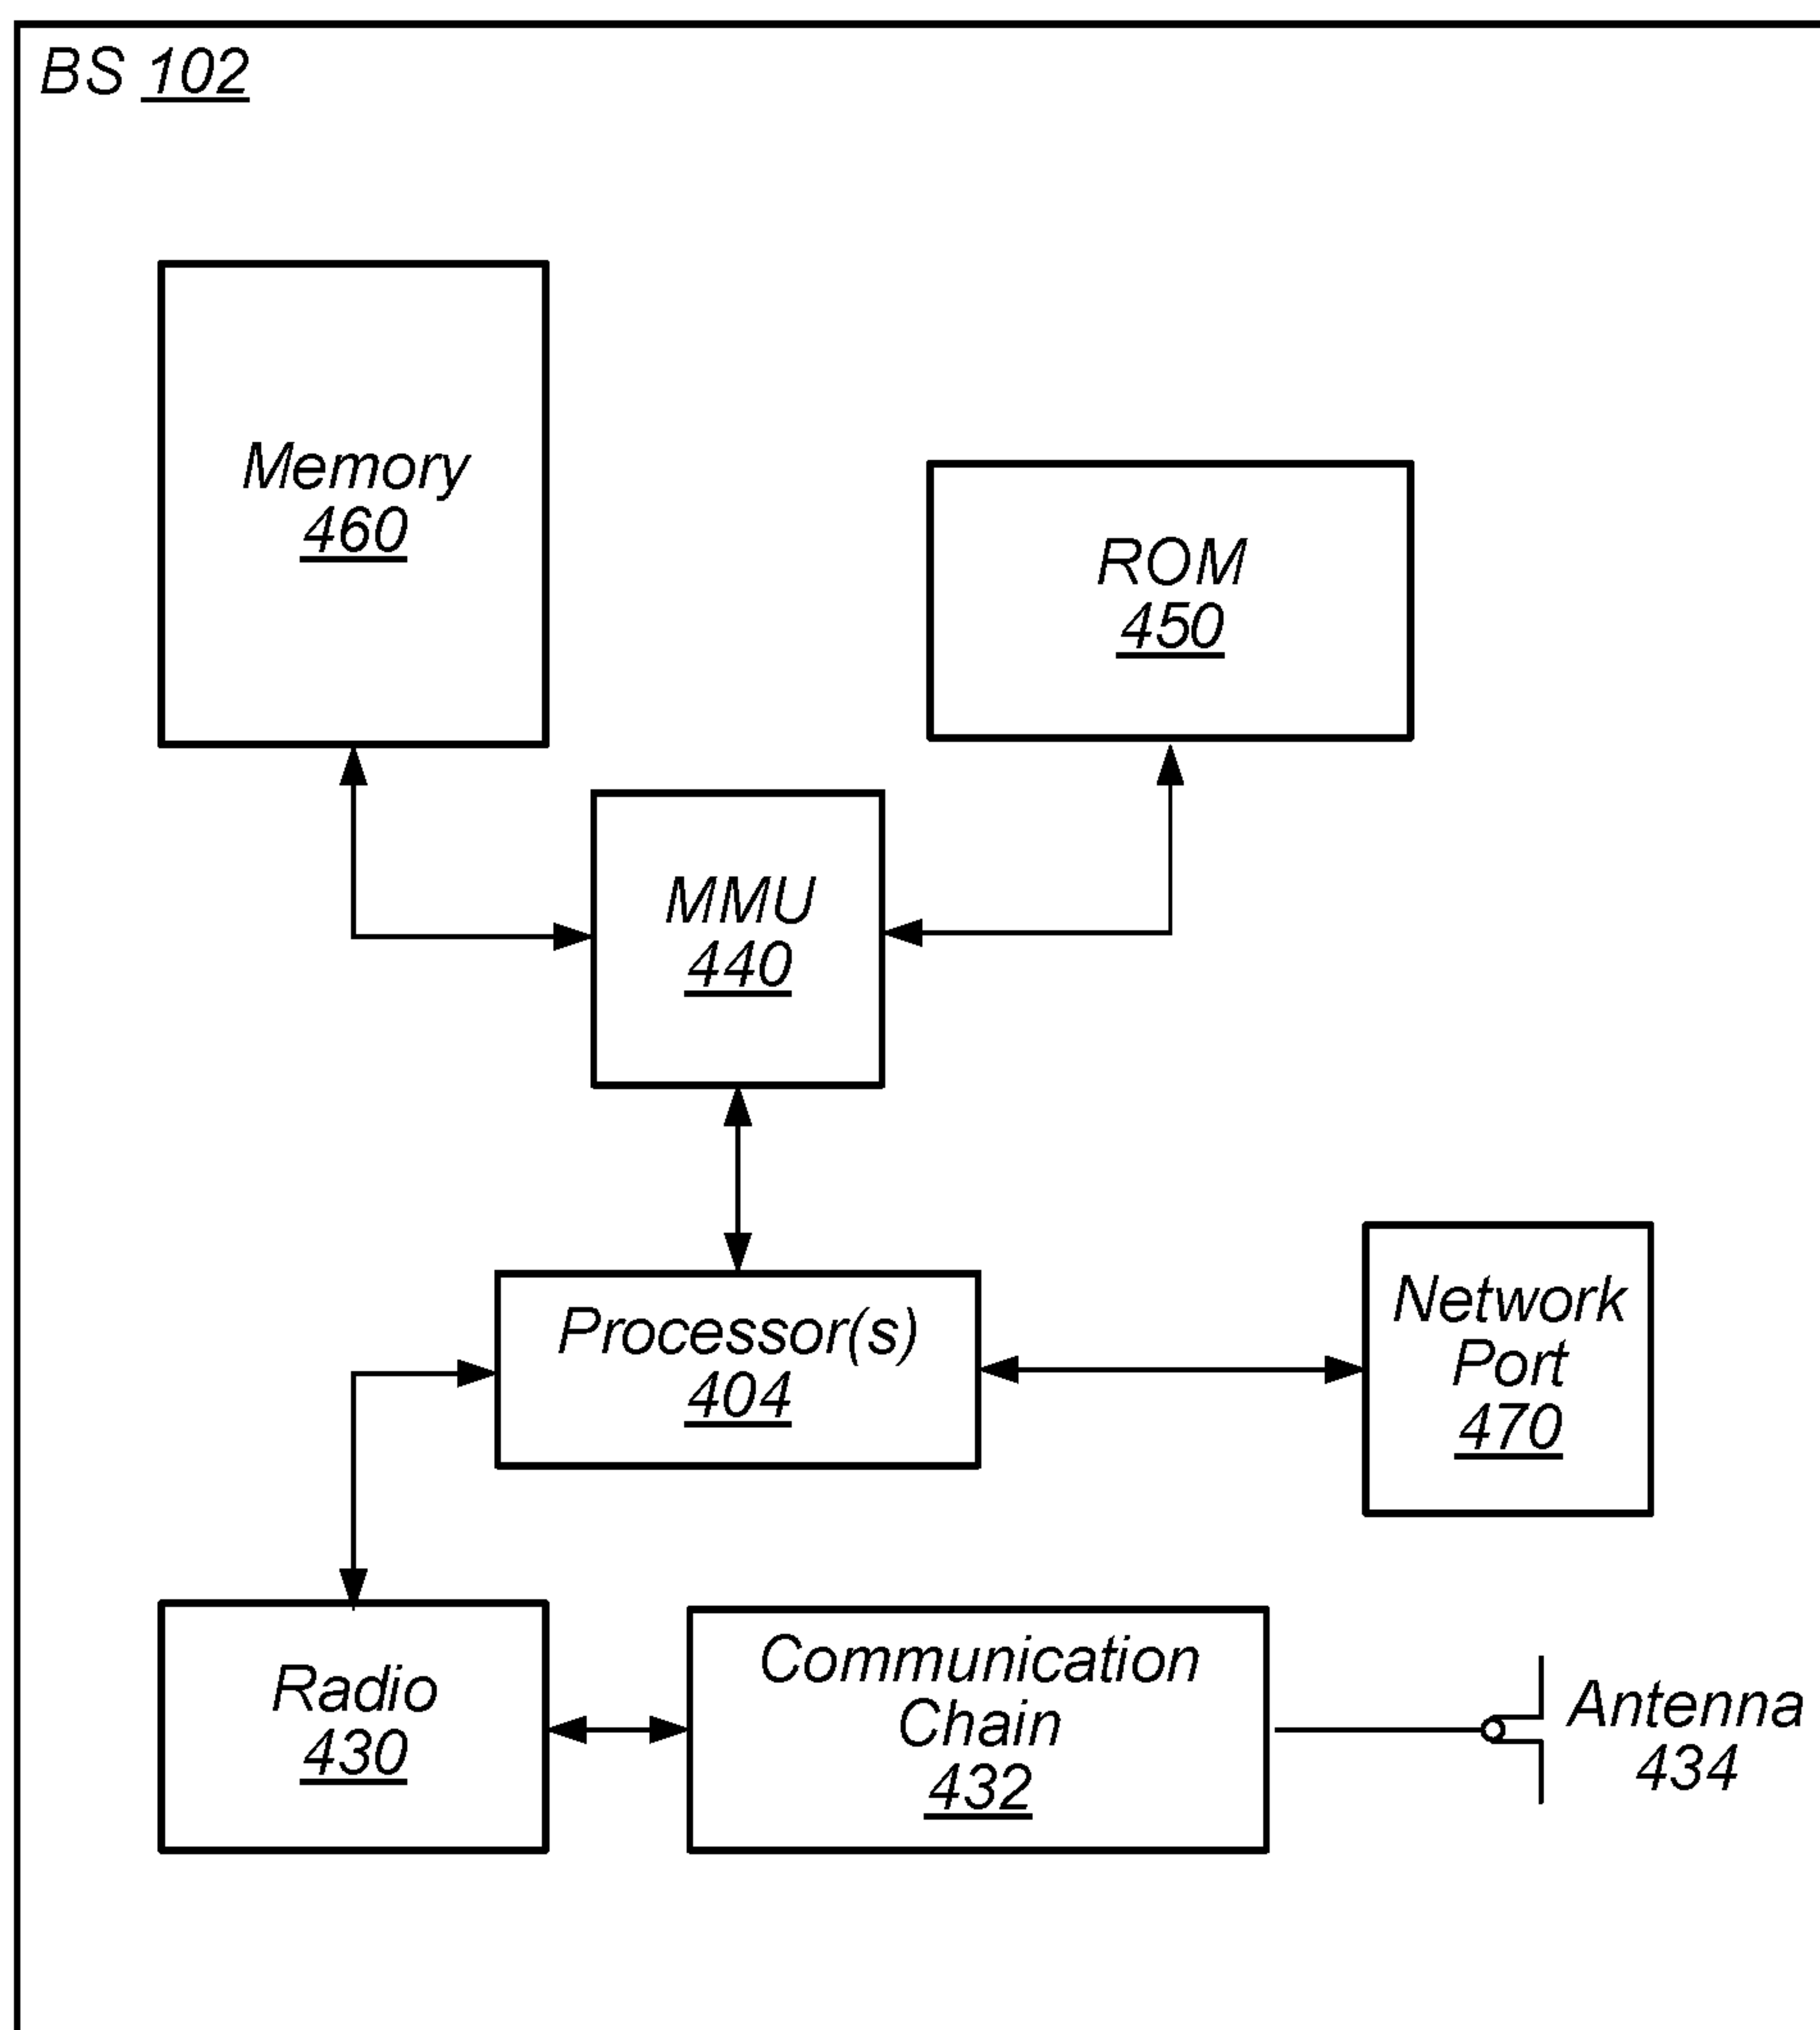 BS 102
Memory
460
ROM
450
MMU
440
Processor(s)
404
Network
Port
470
Radio
430
Communication
Chain
432
Antenna
434